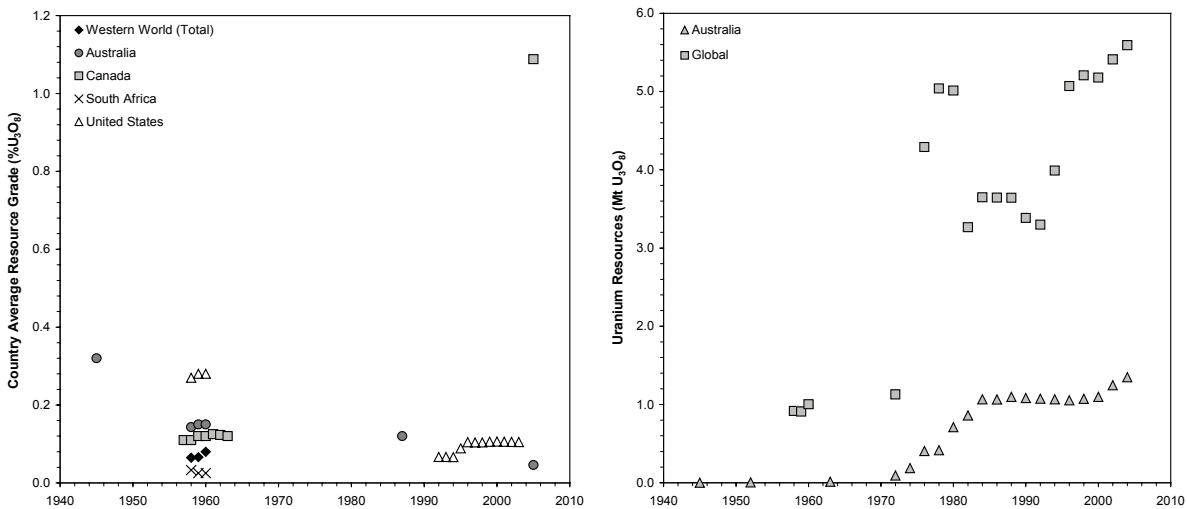 Country Average Resource Grade (%U₃O₈)
1.2
1.0
0.8
0.6
0.4
0.2
0.0
Western World (Total)
Australia
Canada
South Africa
United States
1940 1950 1960 1970 1980 1990 2000 2010
Uranium Resources (Mt U₃O₈)
6.0
5.0
4.0
3.0
2.0
1.0
0.0
Australia
Global
1940 1950 1960 1970 1980 1990 2000 2010